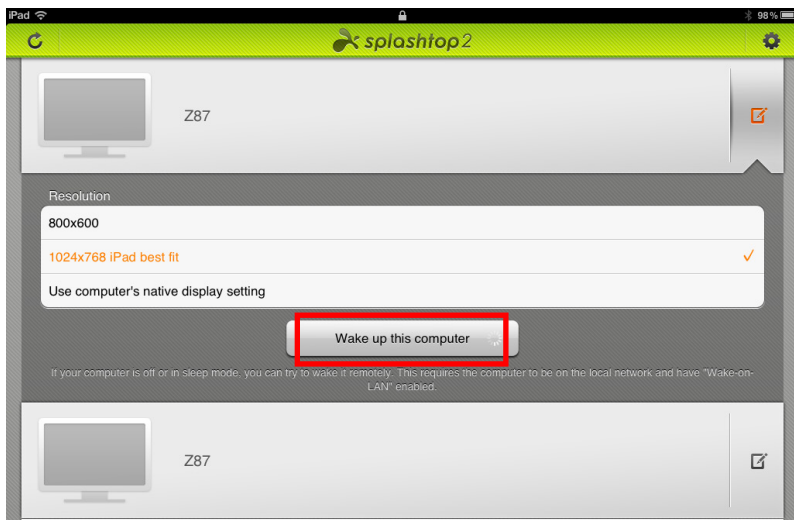 iPad 98%
splashtop2
Z87
Resolution
800x600
1024x768 iPad best fit
Use computer's native display setting
Wake up this computer
If your computer is off or in sleep mode, you can try to wake it remotely. This requires the computer to be on the local network and have "Wake-on-
LAN" enabled.
Z87